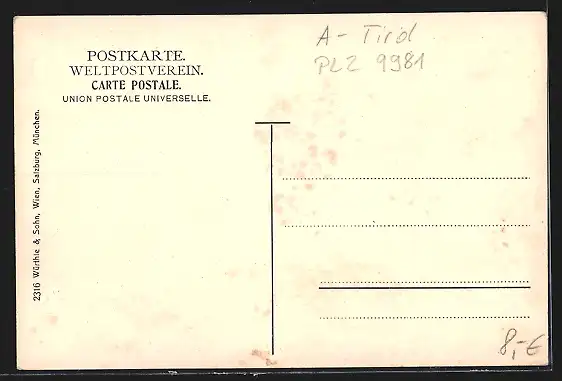 POSTKARTE.
WELTPOSTVEREIN.
CARTE POSTALE.
UNION POSTALE UNIVERSELLE.
A - Tirol
PLZ 9981
2316 Würthle & Sohn, Wien, Salzburg, München.
8,-€